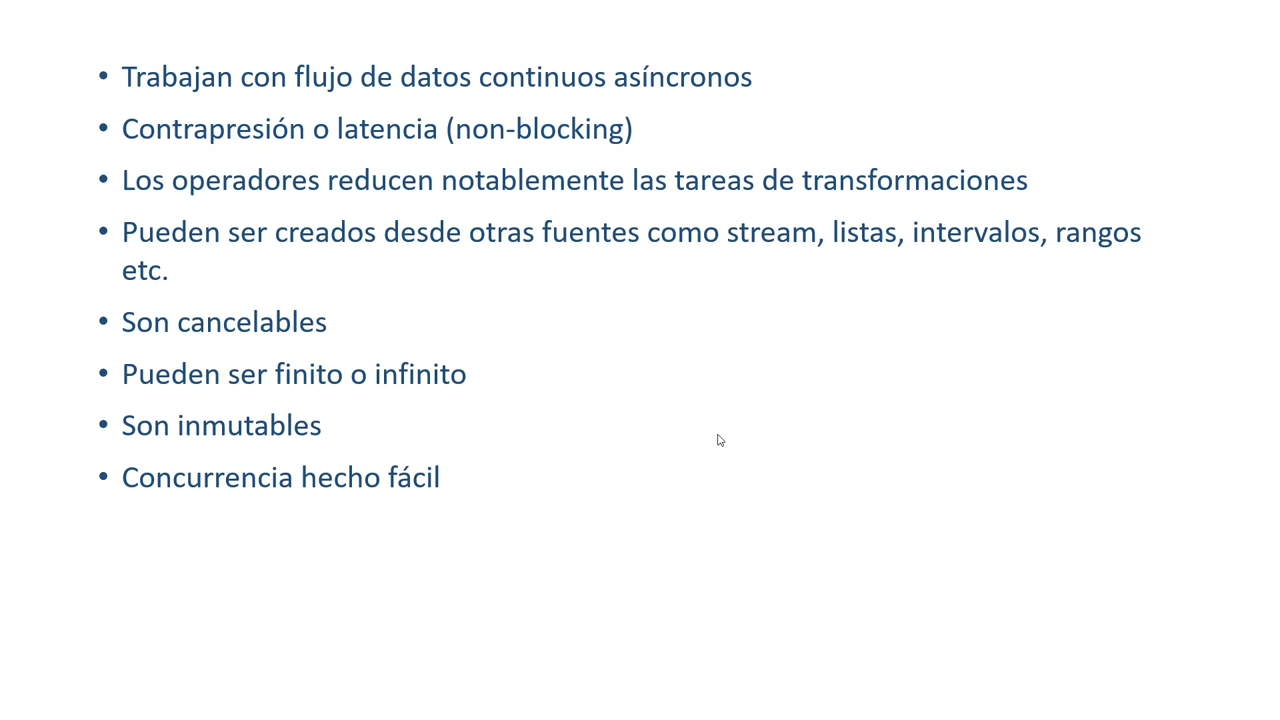 • Trabajan con flujo de datos continuos asíncronos
• Contrapresión o latencia (non-blocking)
• Los operadores reducen notablemente las tareas de transformaciones
• Pueden ser creados desde otras fuentes como stream, listas, intervalos, rangos
etc.
• Son cancelables
• Pueden ser finito o infinito
• Son inmutables
• Concurrencia hecho fácil